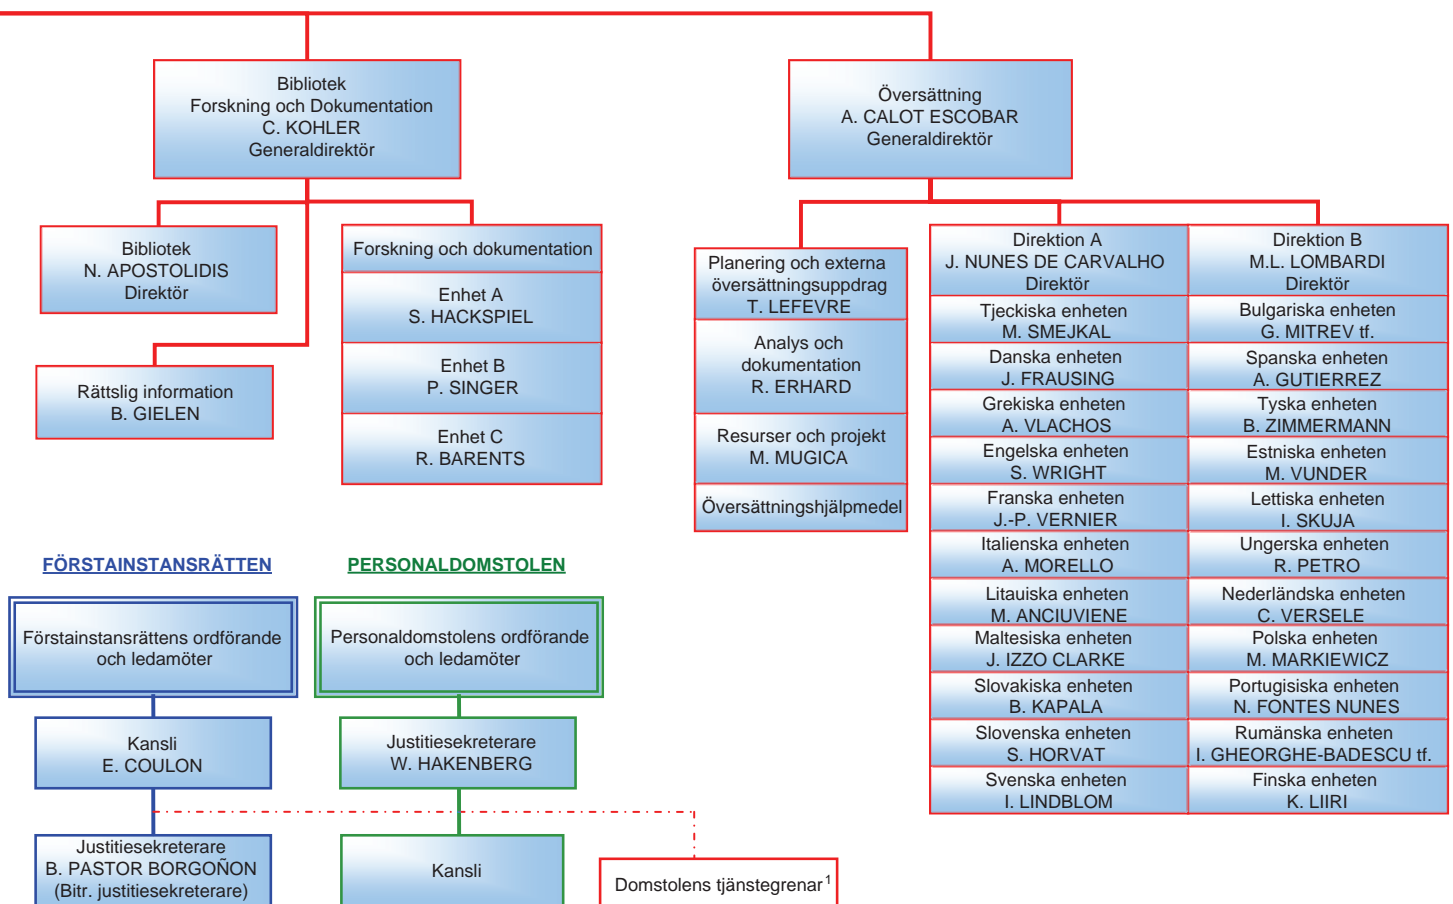 Bibliotek
Forskning och Dokumentation
C. KOHLER
Generaldirektör
Översättning
A. CALOT ESCOBAR
Generaldirektör
Bibliotek
N. APOSTOLIDIS
Direktör
Rättslig information
B. GIELEN
Forskning och dokumentation
Enhet A
S. HACKSPIEL
Enhet B
P. SINGER
Enhet C
R. BARENTS
Planering och externa
översättningsuppdrag
T. LEFEVRE
Analys och
dokumentation
R. ERHARD
Resurser och projekt
M. MUGICA
Översättningshjälpmedel
Direktion A
J. NUNES DE CARVALHO
Direktör
Tjeckiska enheten
M. SMEJKAL
Danska enheten
J. FRAUSING
Grekiska enheten
A. VLACHOS
Engelska enheten
S. WRIGHT
Franska enheten
J.-P. VERNIER
Italienska enheten
A. MORELLO
Litauiska enheten
M. ANCIUVIENE
Maltesiska enheten
J. IZZO CLARKE
Slovakiska enheten
B. KAPALA
Slovenska enheten
S. HORVAT
Svenska enheten
I. LINDBLOM
Direktion B
M.L. LOMBARDI
Direktör
Bulgariska enheten
G. MITREV tf.
Spanska enheten
A. GUTIERREZ
Tyska enheten
B. ZIMMERMANN
Estniska enheten
M. VUNDER
Lettiska enheten
I. SKUJA
Ungerska enheten
R. PETRO
Nederländska enheten
C. VERSELE
Polska enheten
M. MARKIEWICZ
Portugisiska enheten
N. FONTES NUNES
Rumänska enheten
I. GHEORGHE-BADESCU tf.
Finska enheten
K. LIIRI
FÖRSTAINSTANSRÄTTEN
Förstainstansrättens ordförande
och ledamöter
Kansli
E. COULON
Justitiesekreterare
B. PASTOR BORGOÑON
(Bitr. justitiesekreterare)
PERSONALDOMSTOLEN
Personaldomstolens ordförande
och ledamöter
Justitiesekreterare
W. HAKENBERG
Kansli
Domstolens tjänstegrenar¹